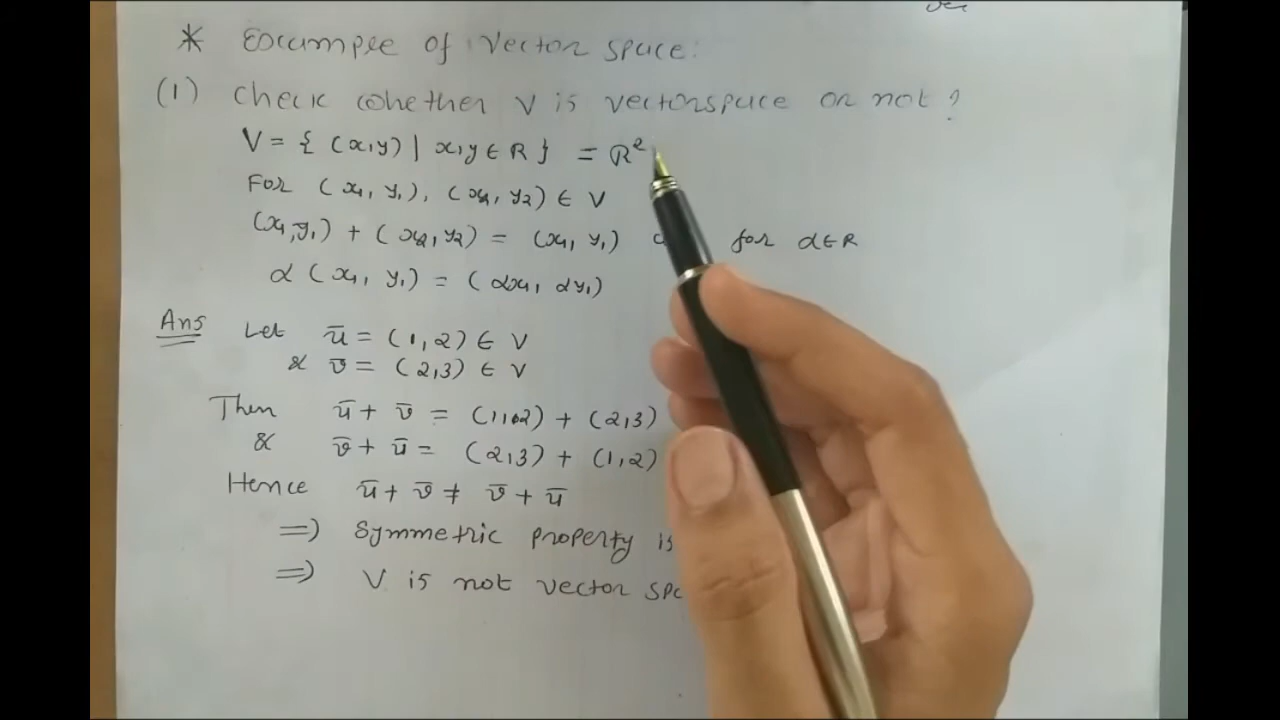 * Example of vector space:
(1) Check whether V is vectorspace or not?
V = { (x,y) | x,y ∈ R } = R²
For (x₁, y₁), (x₂, y₂) ∈ V
(x₁,y₁) + (x₂,y₂) = (x₁, y₁) for α∈R
α (x₁, y₁) = (αx₁, αy₁)
Ans Let ū = (1,2) ∈ V
& v̄ = (2,3) ∈ V
Then ū + v̄ = (1,2) + (2,3)
& v̄ + ū = (2,3) + (1,2)
Hence ū + v̄ ≠ v̄ + ū
=) Symmetric property is
=) V is not vector